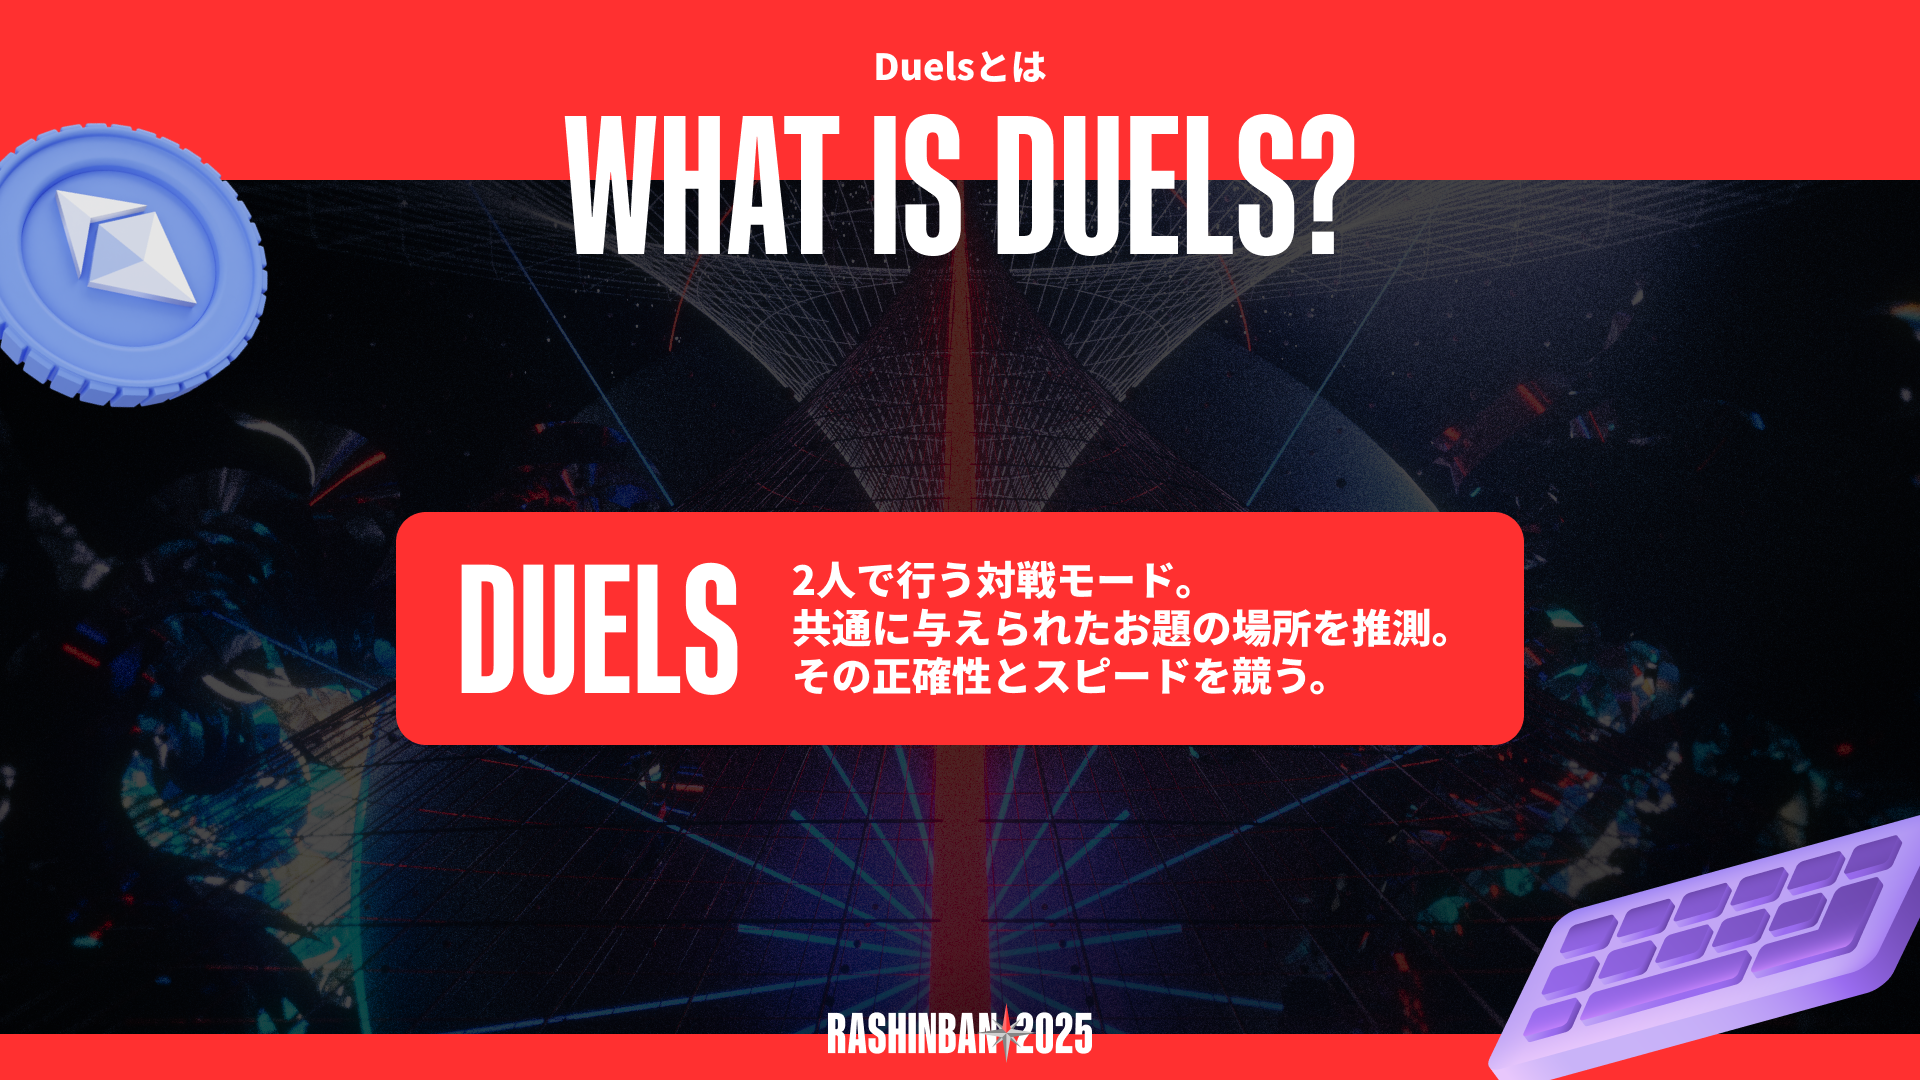 Duelsとは
WHAT IS DUELS?
DUELS
2人で行う対戦モード。
共通に与えられたお題の場所を推測。
その正確性とスピードを競う。
RASHINBAN 2025